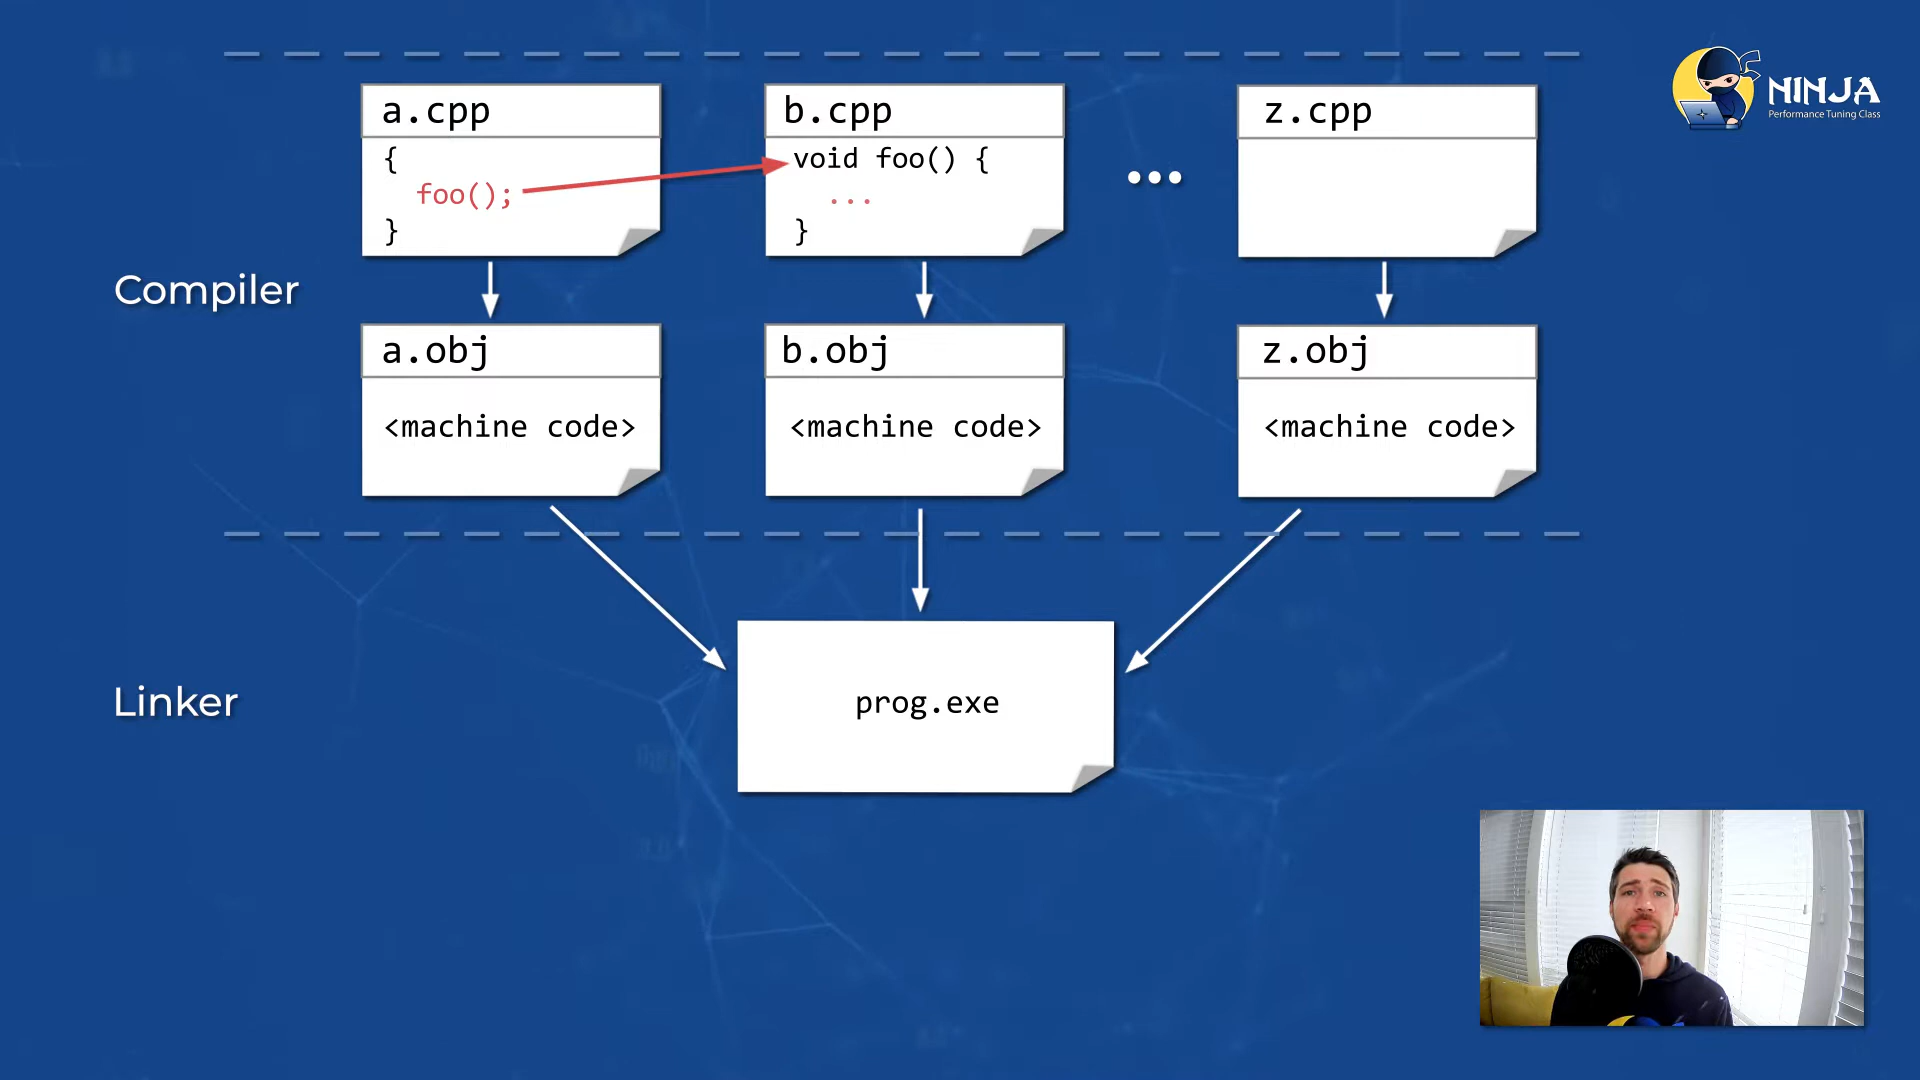 a.cpp
{
foo();
}
b.cpp
void foo() {
...
}
z.cpp
NINJA
Performance Tuning Class
Compiler
a.obj
<machine code>
b.obj
<machine code>
z.obj
<machine code>
Linker
prog.exe